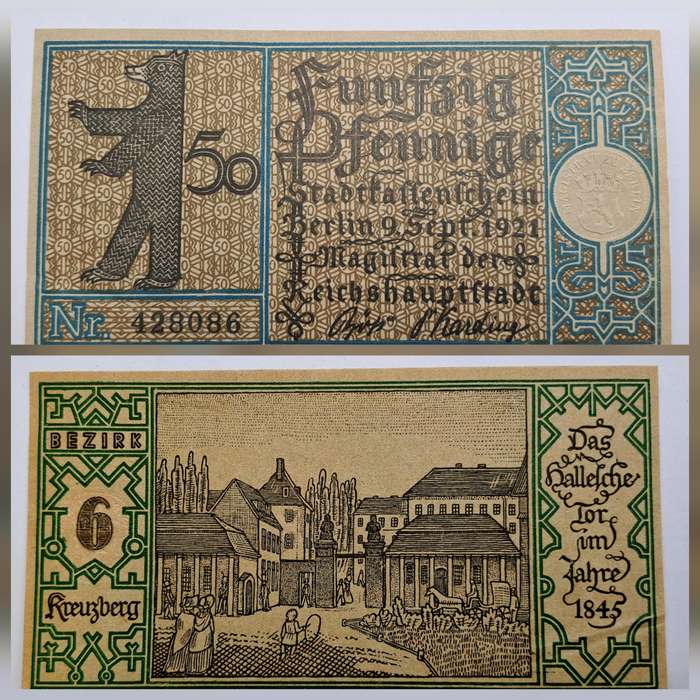 50
Funfzig
Pfennige
Stadtkassenschein
Berlin 9. Sept. 1921
Magistrat der
Reichshauptstadt
Nr. 428086
BEZIRK
6
Kreuzberg
Das
Hallesche
Tor
im
Jahre
1845